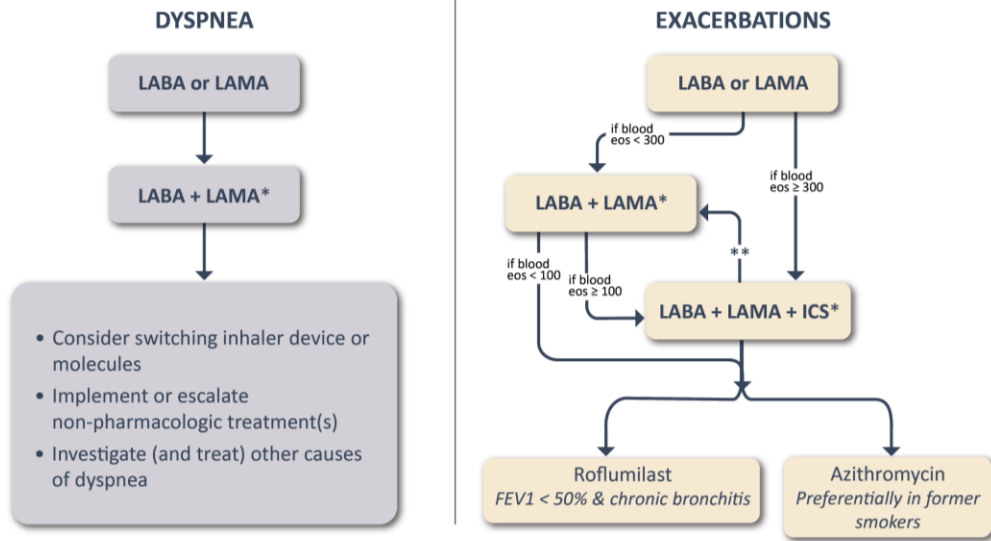 DYSPNEA
LABA or LAMA
LABA + LAMA*
• Consider switching inhaler device or
molecules
• Implement or escalate
non-pharmacologic treatment(s)
• Investigate (and treat) other causes
of dyspnea
EXACERBATIONS
LABA or LAMA
if blood
eos < 300
if blood
eos ≥ 300
LABA + LAMA*
**
if blood
eos < 100
if blood
eos ≥ 100
LABA + LAMA + ICS*
Roflumilast
FEV1 < 50% & chronic bronchitis
Azithromycin
Preferentially in former
smokers